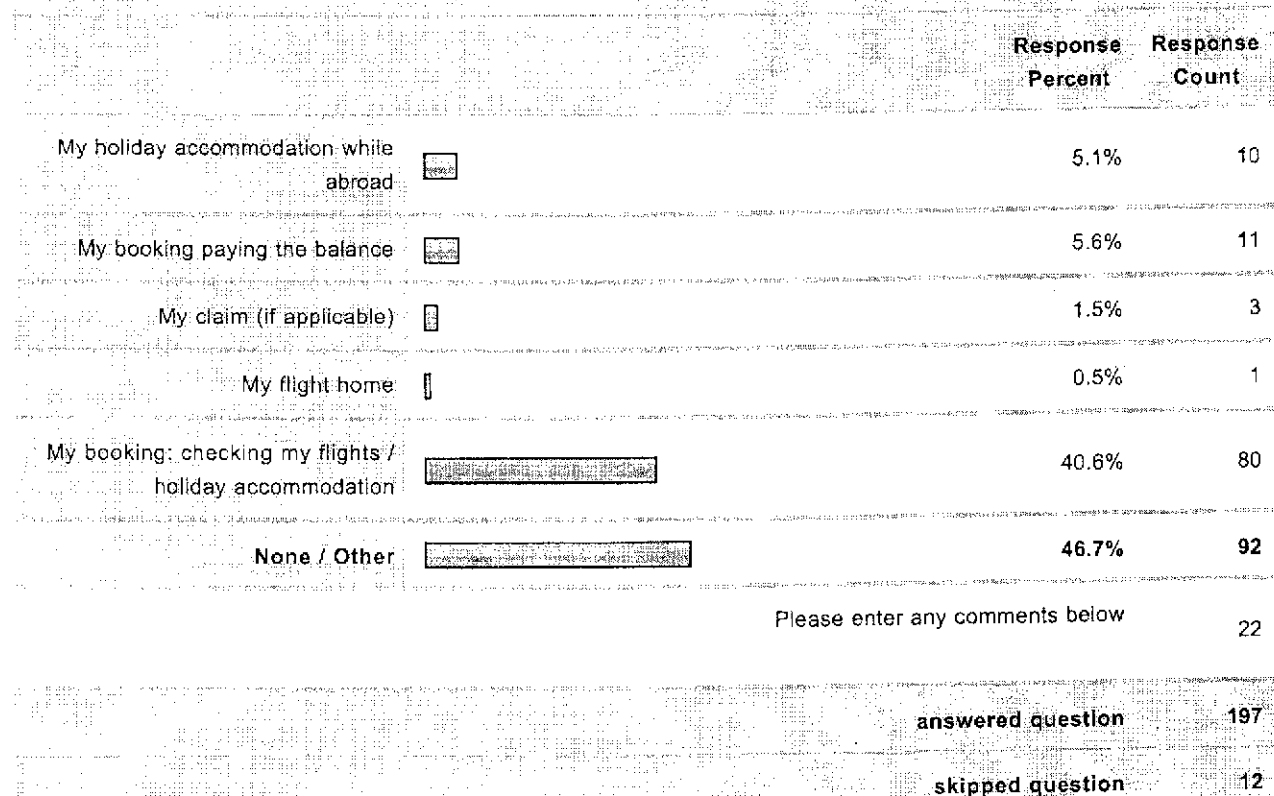 Response Response
Percent Count
My holiday accommodation while
abroad
5.1% 10
My booking paying the balance 5.6% 11
My claim (if applicable) 1.5% 3
My flight home 0.5% 1
My booking: checking my flights /
holiday accommodation
40.6% 80
None / Other 46.7% 92
Please enter any comments below 22
answered question 197
skipped question 12